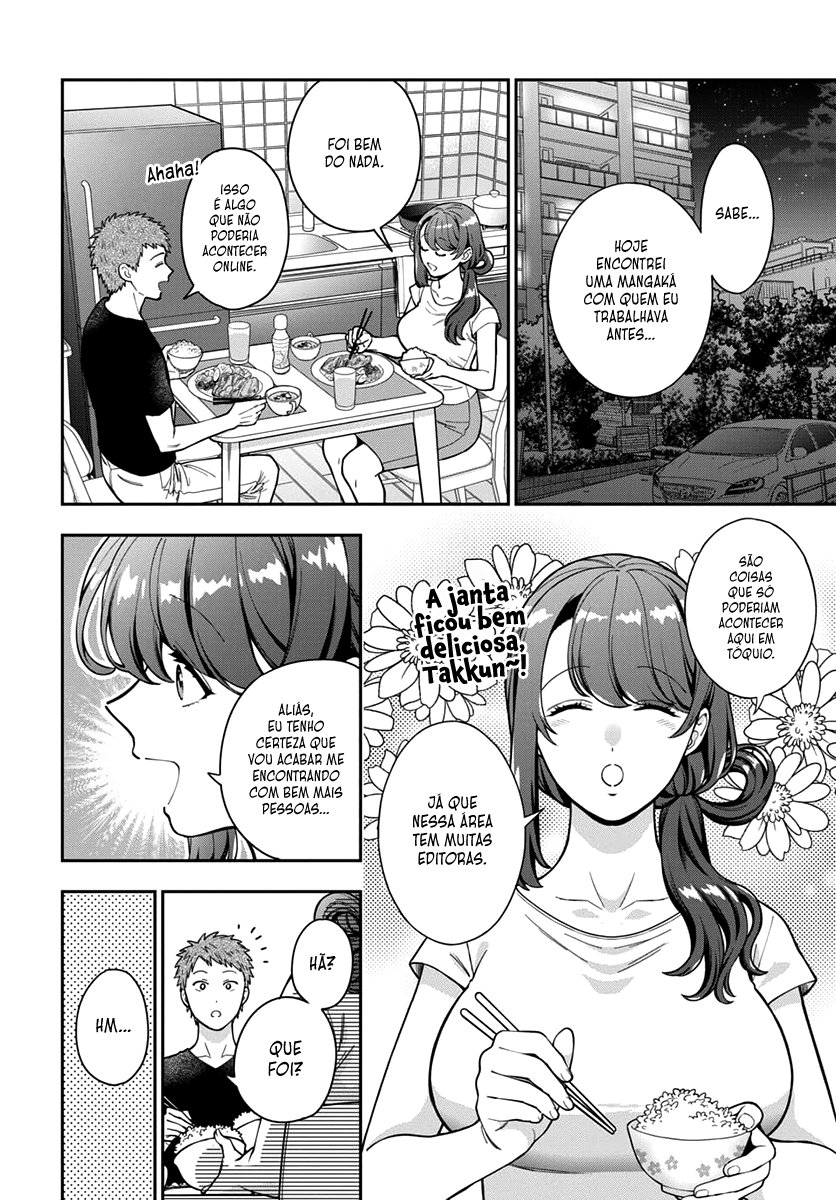 SABE...
HOJE
ENCONTREI
UMA MANGAKÁ
COM QUEM EU
TRABALHAVA
ANTES...
FOI BEM
DO NADA.
Ahaha!
ISSO
É ALGO
QUE NÃO
PODERIA
ACONTECER
ONLINE.
SÃO
COISAS
QUE SÓ
PODERIAM
ACONTECER
AQUI EM
TÓQUIO.
A janta
ficou bem
deliciosa,
Takkun~!
JÁ QUE
NESSA ÁREA
TEM MUITAS
EDITORAS.
ALIÁS,
EU TENHO
CERTEZA QUE
VOU ACABAR ME
ENCONTRANDO
COM BEM MAIS
PESSOAS...
HÃ?
QUE
FOI?
HM...